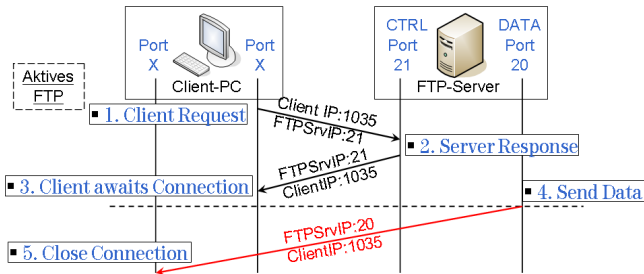 Port
X
Port
X
Client-PC
CTRL
Port
21
DATA
Port
20
FTP-Server
Aktives
FTP
1. Client Request
Client IP:1035
FTPSrvIP:21
2. Server Response
FTPSrvIP:21
ClientIP:1035
3. Client awaits Connection
4. Send Data
FTPSrvIP:20
ClientIP:1035
5. Close Connection